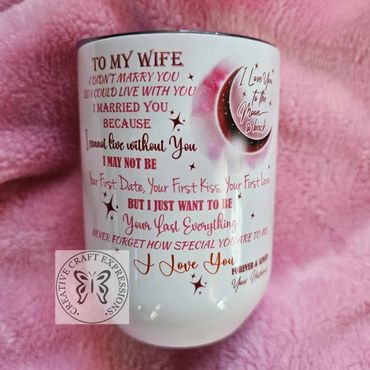 TO MY WIFE
I DIDN'T MARRY YOU
SO I COULD LIVE WITH YOU
I MARRIED YOU
BECAUSE
I cannot live without You
I MAY NOT BE
Your First Date, Your First Kiss, Your First Love
BUT I JUST WANT TO BE
Your Last Everything
NEVER FORGET HOW SPECIAL YOU ARE TO ME
I Love You
FOREVER & ALWAYS
Your Husband
I Love You
to the
Moon
& back
CREATIVE CRAFT EXPRESSIONS